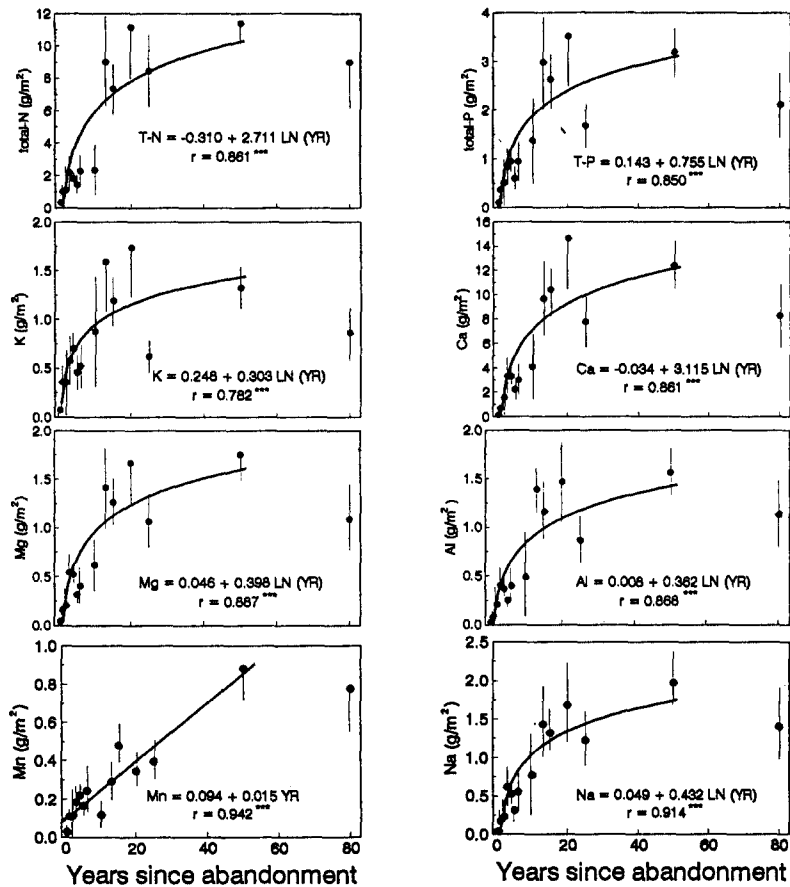 total-N (g/m²)
12
10
8
6
4
2
0
T-N = -0.310 + 2.711 LN (YR)
r = 0.861 ***
total-P (g/m²)
4
3
2
1
0
T-P = 0.143 + 0.755 LN (YR)
r = 0.850 ***
K (g/m²)
2.0
1.5
1.0
0.5
0.0
K = 0.248 + 0.303 LN (YR)
r = 0.782 ***
Ca (g/m²)
16
14
12
10
8
6
4
2
0
Ca = -0.034 + 3.115 LN (YR)
r = 0.861 ***
Mg (g/m²)
2.0
1.5
1.0
0.5
0.0
Mg = 0.046 + 0.398 LN (YR)
r = 0.887 ***
Al (g/m²)
2.0
1.5
1.0
0.5
0.0
Al = 0.008 + 0.362 LN (YR)
r = 0.868 ***
Mn (g/m²)
1.0
0.8
0.6
0.4
0.2
0.0
Mn = 0.094 + 0.015 YR
r = 0.942 ***
0 20 40 60 80
Years since abandonment
Na (g/m²)
2.5
2.0
1.5
1.0
0.5
0.0
Na = 0.049 + 0.432 LN (YR)
r = 0.914 ***
0 20 40 60 80
Years since abandonment